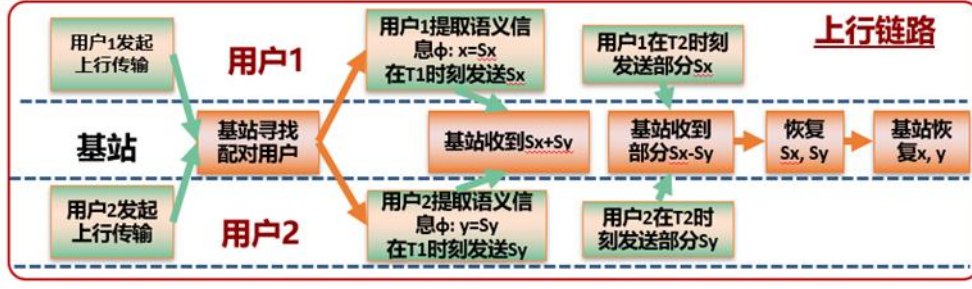 上行链路
用户1发起
上行传输
用户1
用户1提取语义信
息ϕ: x=Sx
在T1时刻发送Sx
用户1在T2时刻
发送部分Sx
基站
基站寻找
配对用户
基站收到Sx+Sy
基站收到
部分Sx-Sy
恢复
Sx, Sy
基站恢
复x, y
用户2发起
上行传输
用户2
用户2提取语义信
息ϕ: y=Sy
在T1时刻发送Sy
用户2在T2时
刻发送部分Sy